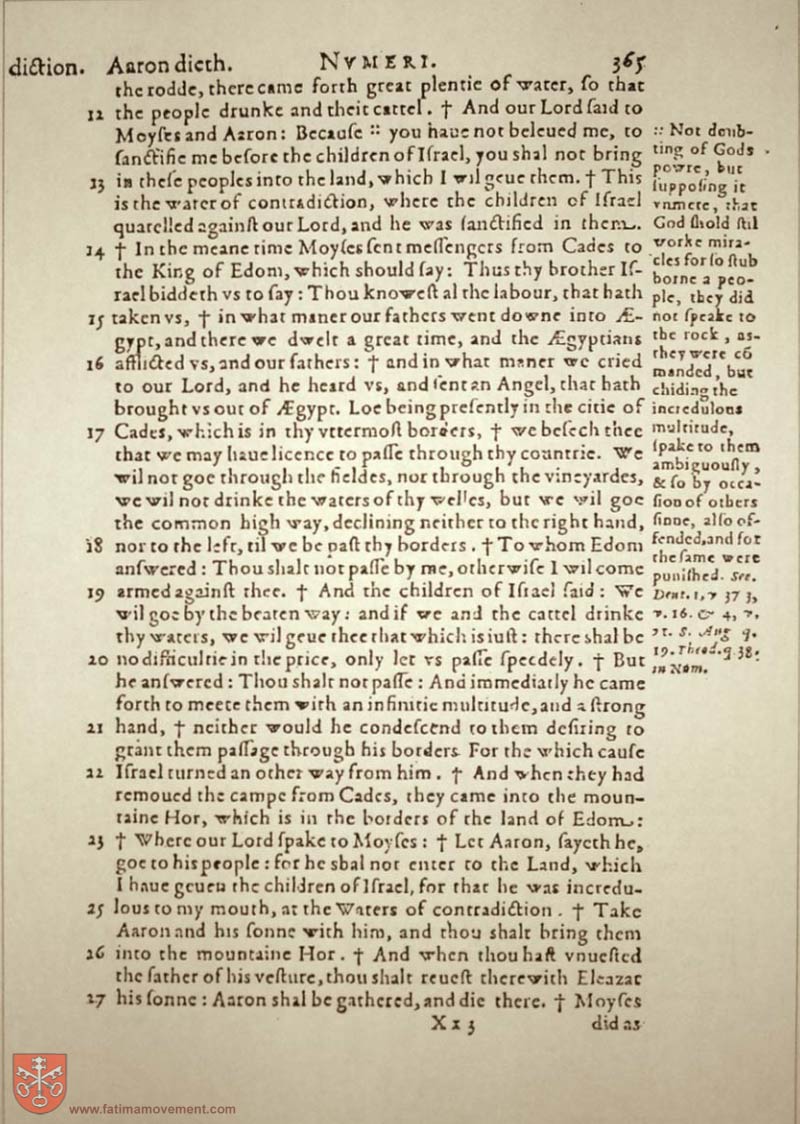 diction. Aaron dieth. NVMERI. 365
the rodde, there came forth great plentie of water, ſo that
12 the people drunke and theit cattel. † And our Lord ſaid to
Moyſes and Aaron: Becauſe :: you haue not beleued me, to
ſanctifie me before the children of Iſrael, you shal not bring
13 in theſe peoples into the land, which I wil geue them. † This
is the water of contradiction, where the children of Iſrael
quarelled againſt our Lord, and he was ſanctified in them.
14 † In the meane time Moyſes ſent meſſengers from Cades to
the King of Edom, which should ſay: Thus thy brother Iſ-
rael biddeth vs to ſay: Thou knoweſt al the labour, that hath
15 taken vs, † in what maner our fathers went downe into Æ-
gypt, and there we dwelt a great time, and the Ægyptians
16 afflicted vs, and our fathers: † and in what maner we cried
to our Lord, and he heard vs, and ſent an Angel, that hath
brought vs out of Ægypt. Loe being preſently in the citie of
17 Cades, which is in thy vttermoſt borders, † we beſech thee
that we may haue licence to paſſe through thy countrie. We
wil not goe through the fieldes, nor through the vineyardes,
we wil not drinke the waters of thy welles, but we wil goe
the common high way, declining neither to the right hand,
18 nor to the left, til we be paſt thy borders. † To whom Edom
anſwered: Thou shalt not paſſe by me, otherwiſe I wil come
19 armed againſt thee. † And the children of Iſrael ſaid: We
wil goe by the beaten way: and if we and the cattel drinke
thy waters, we wil geue thee that which is iuſt: there shal be
20 no difficultie in the price, only let vs paſſe ſpeedely. † But
he anſwered: Thou shalt not paſſe: And immediatly he came
forth to meete them with an infinitie multitude, and a ſtrong
21 hand, † neither would he condeſcend to them deſiring to
grant them paſſage through his borders. For the which cauſe
22 Iſrael turned an other way from him. † And when they had
remoued the campe from Cades, they came into the moun-
taine Hor, which is in the borders of the land of Edom:
23 † Where our Lord ſpake to Moyſes: † Let Aaron, ſayeth he,
goe to his people: for he shal not enter to the Land, which
I haue geueu the children of Iſrael, for that he was incredu-
25 lous to my mouth, at the Waters of contradiction. † Take
Aaron and his ſonne with him, and thou shalt bring them
26 into the mountaine Hor. † And when thou haſt vnueſted
the father of his veſture, thou shalt reueſt therewith Eleazar
27 his ſonne: Aaron shal be gathered, and die there. † Moyſes
X x 3 did as
:: Not doub-
ting of Gods
powre, but
ſuppoſing it
vnmete, that
God ſhold ſtil
worke mira-
cles for ſo ſtub
borne a peo-
ple, they did
not ſpeake to
the rock, as
they were cō
manded, but
chiding the
incredulous
multitude,
ſpake to them
ambiguouſly,
& ſo by occa-
ſion of others
ſinne, alſo of-
fended, and for
the ſame were
puniſhed. See.
Deut. 1, v 37 3,
v. 16. & 4, v.
21. S. Aug q.
19. Theod. q 38.
in Num.
www.fatimamovement.com